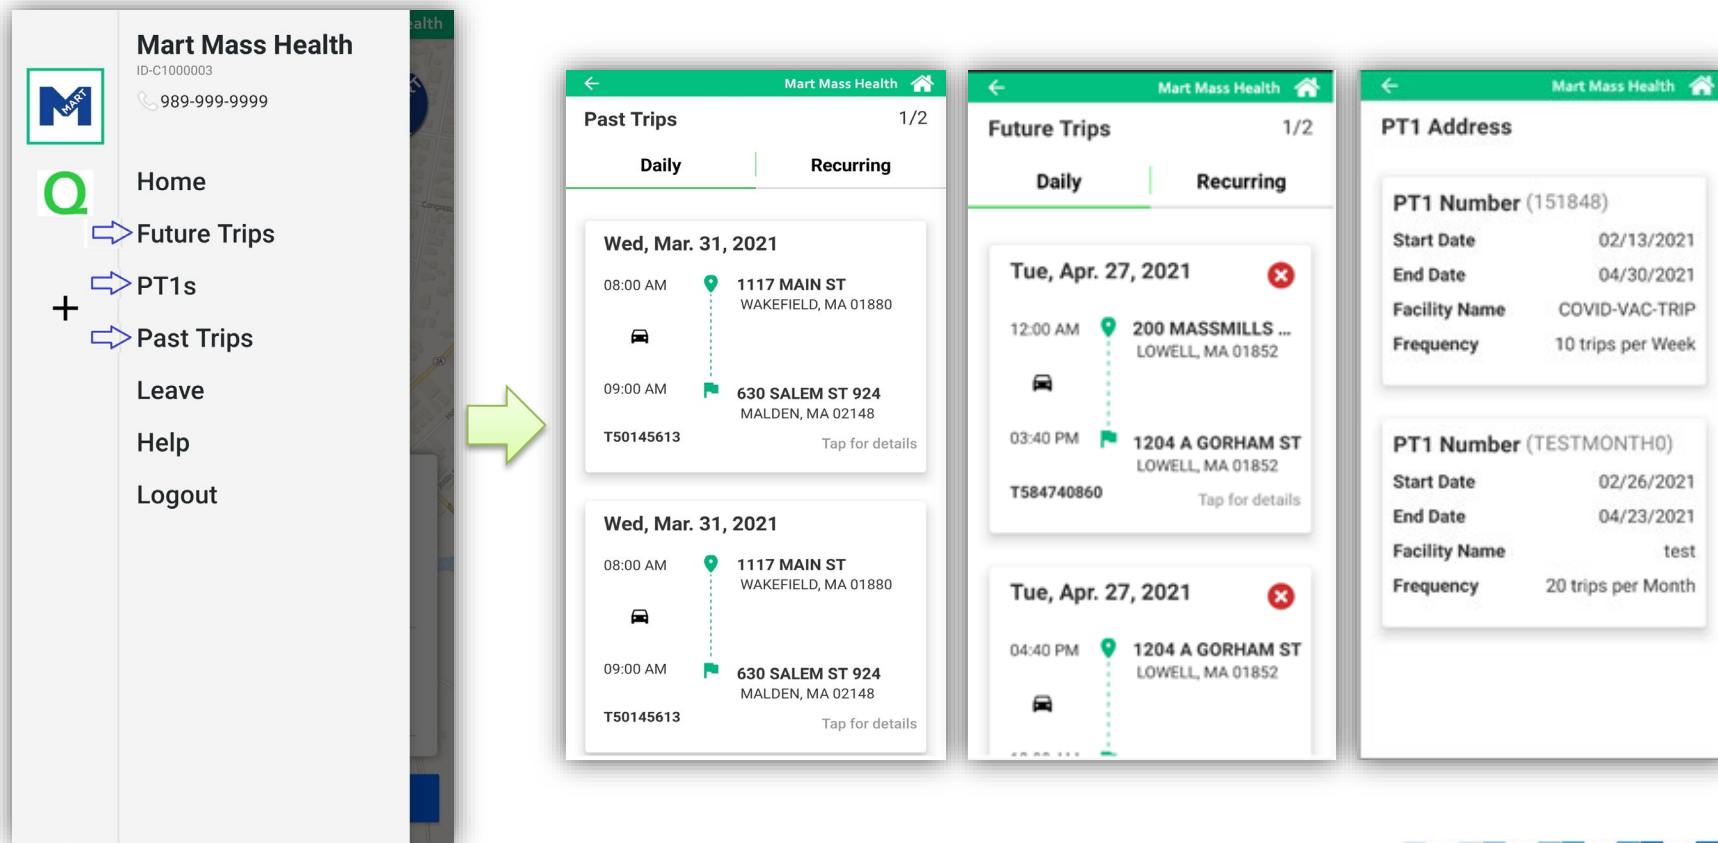 Mart Mass Health
ID-C1000003
989-999-9999
MART
Q
Home
Future Trips
PT1s
Past Trips
Leave
Help
Logout
ealth
Mart Mass Health
Past Trips 1/2
Daily Recurring
Wed, Mar. 31, 2021
08:00 AM 1117 MAIN ST
WAKEFIELD, MA 01880
09:00 AM 630 SALEM ST 924
MALDEN, MA 02148
T50145613 Tap for details
Wed, Mar. 31, 2021
08:00 AM 1117 MAIN ST
WAKEFIELD, MA 01880
09:00 AM 630 SALEM ST 924
MALDEN, MA 02148
T50145613 Tap for details
Mart Mass Health
Future Trips 1/2
Daily Recurring
Tue, Apr. 27, 2021
12:00 AM 200 MASSMILLS ...
LOWELL, MA 01852
03:40 PM 1204 A GORHAM ST
LOWELL, MA 01852
T584740860 Tap for details
Tue, Apr. 27, 2021
04:40 PM 1204 A GORHAM ST
LOWELL, MA 01852
Mart Mass Health
PT1 Address
PT1 Number (151848)
Start Date 02/13/2021
End Date 04/30/2021
Facility Name COVID-VAC-TRIP
Frequency 10 trips per Week
PT1 Number (TESTMONTH0)
Start Date 02/26/2021
End Date 04/23/2021
Facility Name test
Frequency 20 trips per Month